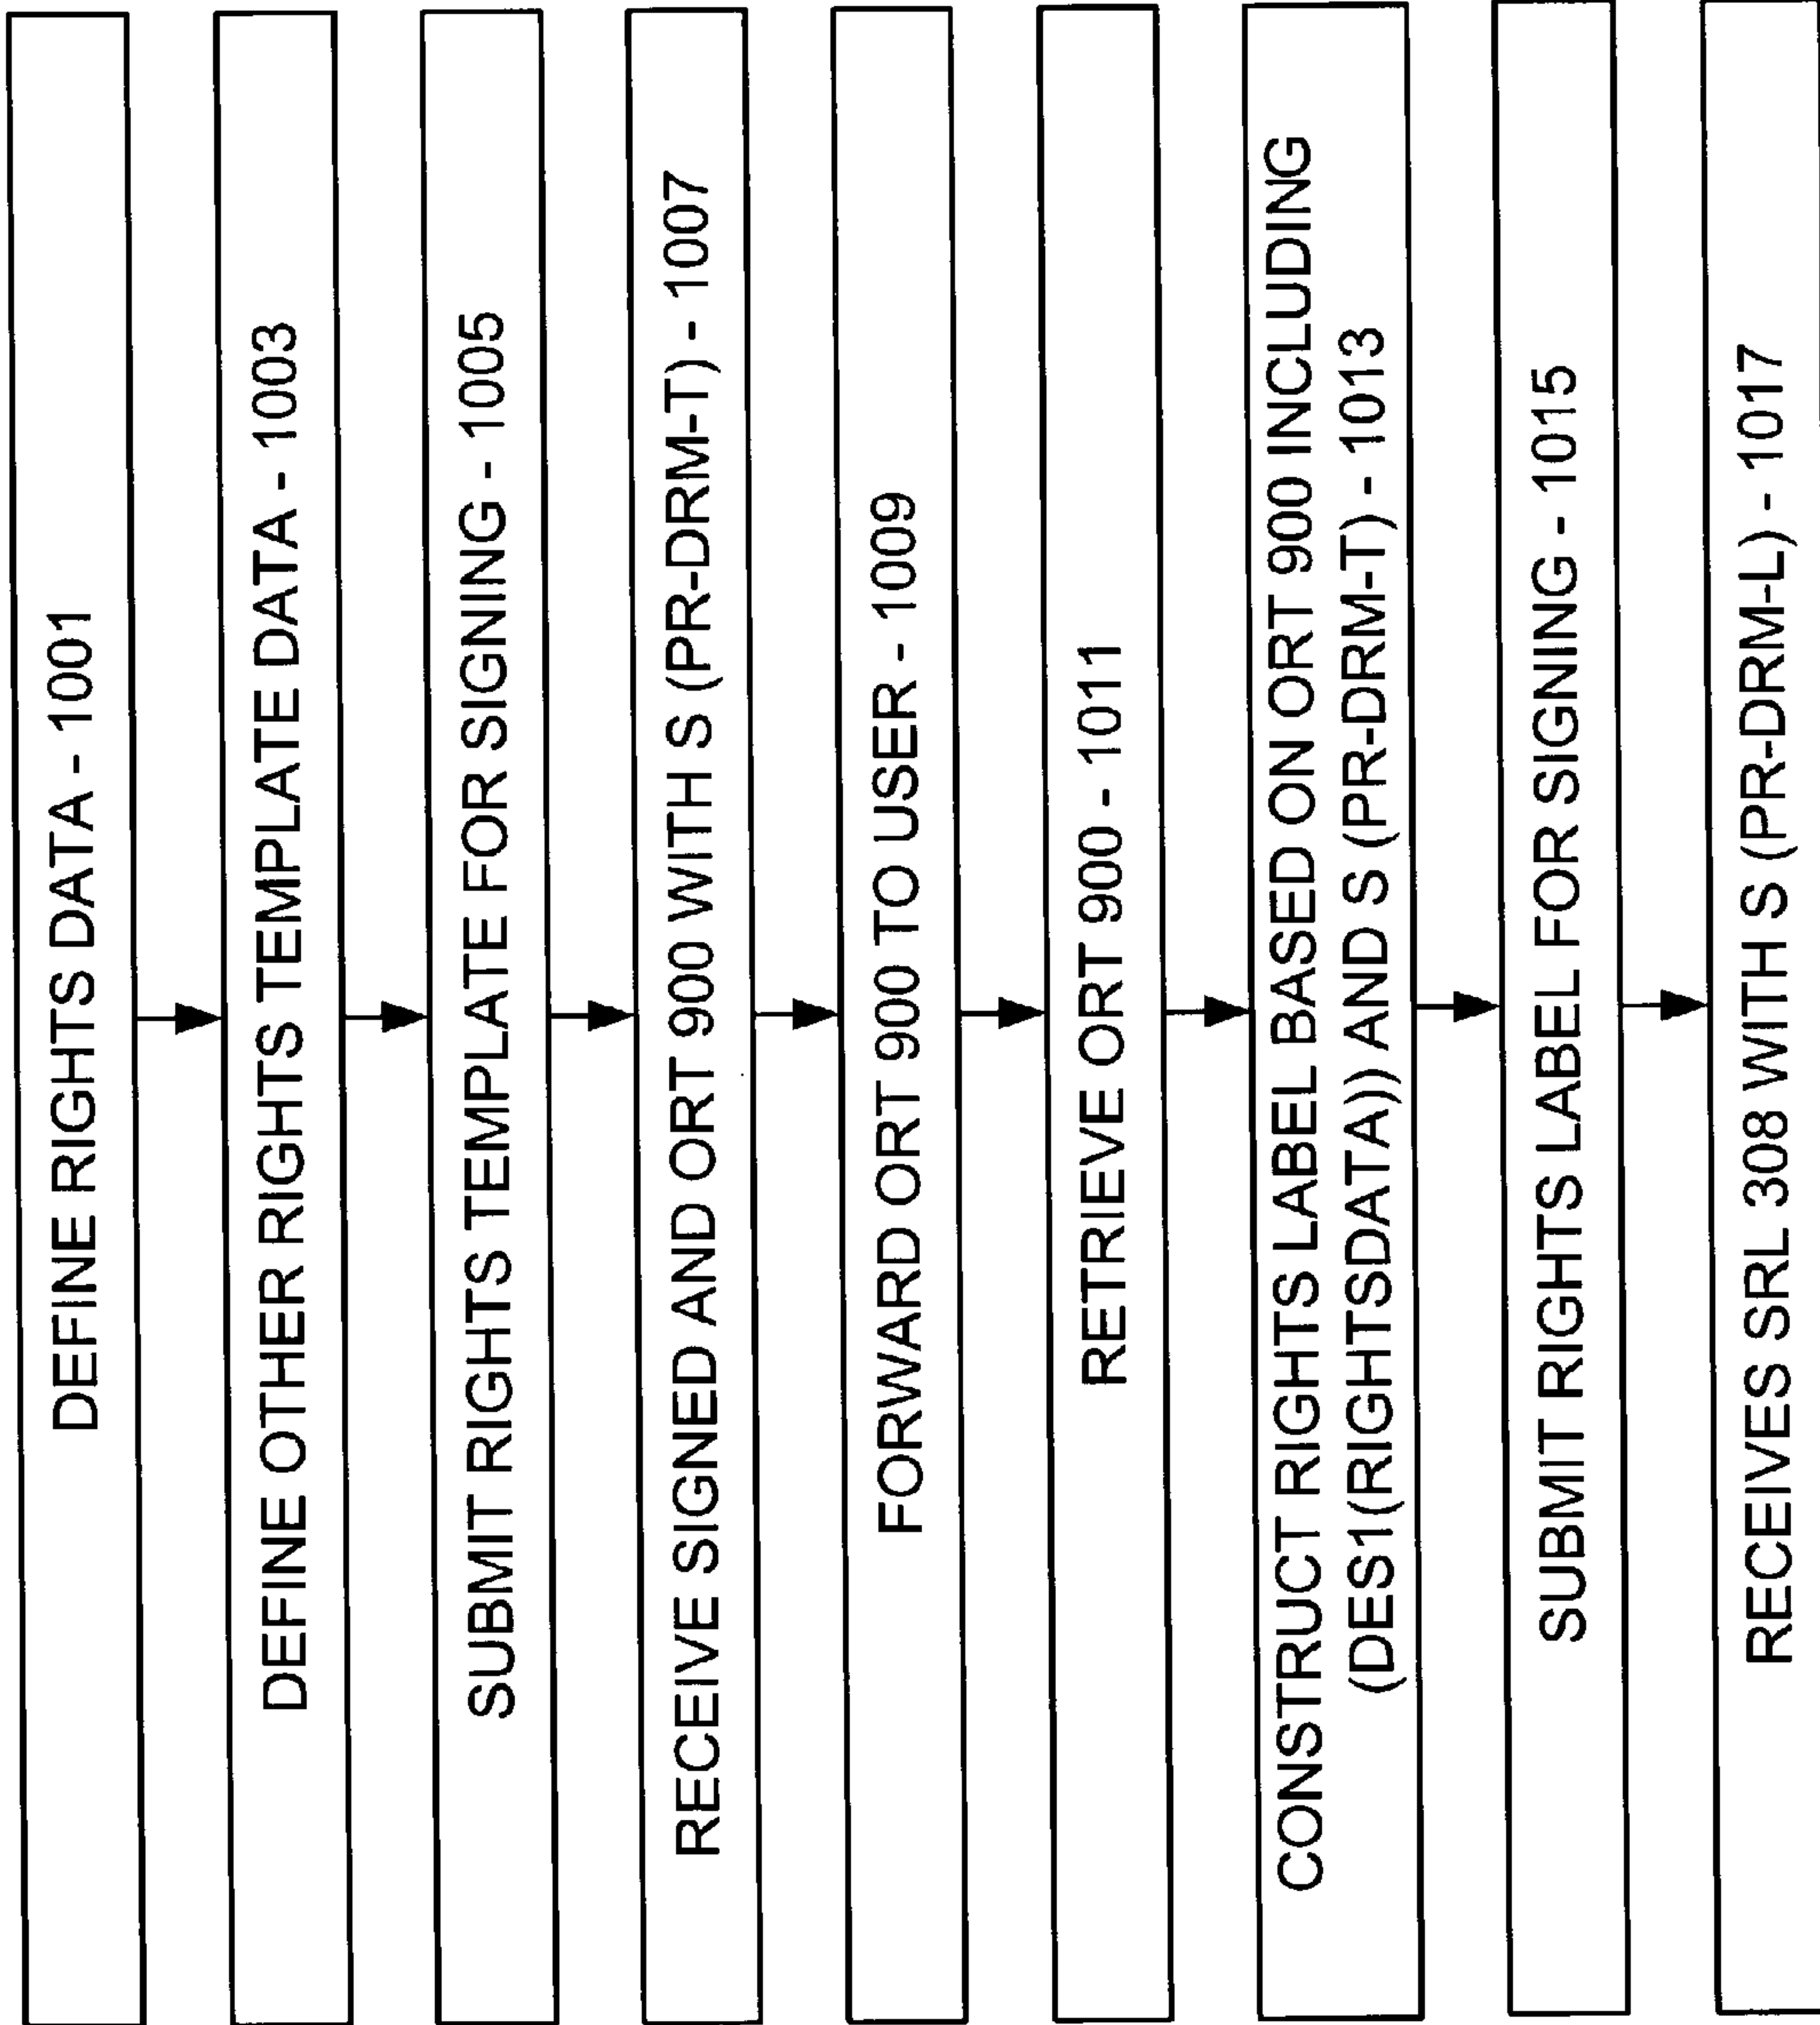 DEFINE RIGHTS DATA - 1001
DEFINE OTHER RIGHTS TEMPLATE DATA - 1003
SUBMIT RIGHTS TEMPLATE FOR SIGNING - 1005
RECEIVE SIGNED AND ORT 900 WITH S (PR-DRM-T) - 1007
FORWARD ORT 900 TO USER - 1009
RETRIEVE ORT 900 - 1011
CONSTRUCT RIGHTS LABEL BASED ON ORT 900 INCLUDING
(DES1(RIGHTSDATA)) AND S (PR-DRM-T) - 1013
SUBMIT RIGHTS LABEL FOR SIGNING - 1015
RECEIVES SRL 308 WITH S (PR-DRM-L) - 1017